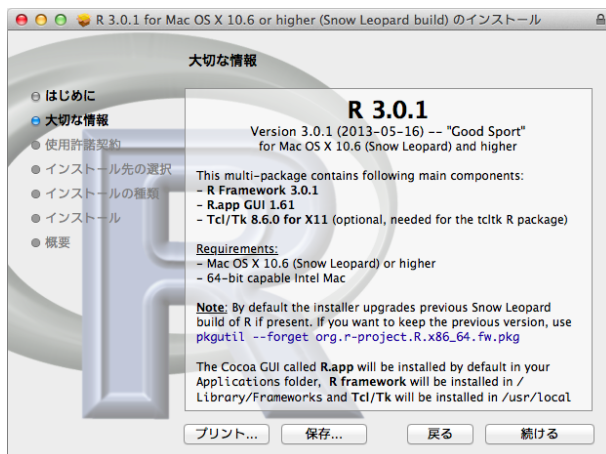 R 3.0.1 for Mac OS X 10.6 or higher (Snow Leopard build) のインストール
大切な情報
はじめに
大切な情報
使用許諾契約
インストール先の選択
インストールの種類
インストール
概要
R 3.0.1
Version 3.0.1 (2013-05-16) -- "Good Sport"
for Mac OS X 10.6 (Snow Leopard) and higher
This multi-package contains following main components:
- R Framework 3.0.1
- R.app GUI 1.61
- Tcl/Tk 8.6.0 for X11 (optional, needed for the tcltk R package)
Requirements:
- Mac OS X 10.6 (Snow Leopard) or higher
- 64-bit capable Intel Mac
Note: By default the installer upgrades previous Snow Leopard
build of R if present. If you want to keep the previous version, use
pkgutil --forget org.r-project.R.x86_64.fw.pkg
The Cocoa GUI called R.app will be installed by default in your
Applications folder, R framework will be installed in /
Library/Frameworks and Tcl/Tk will be installed in /usr/local
プリント... 保存... 戻る 続ける